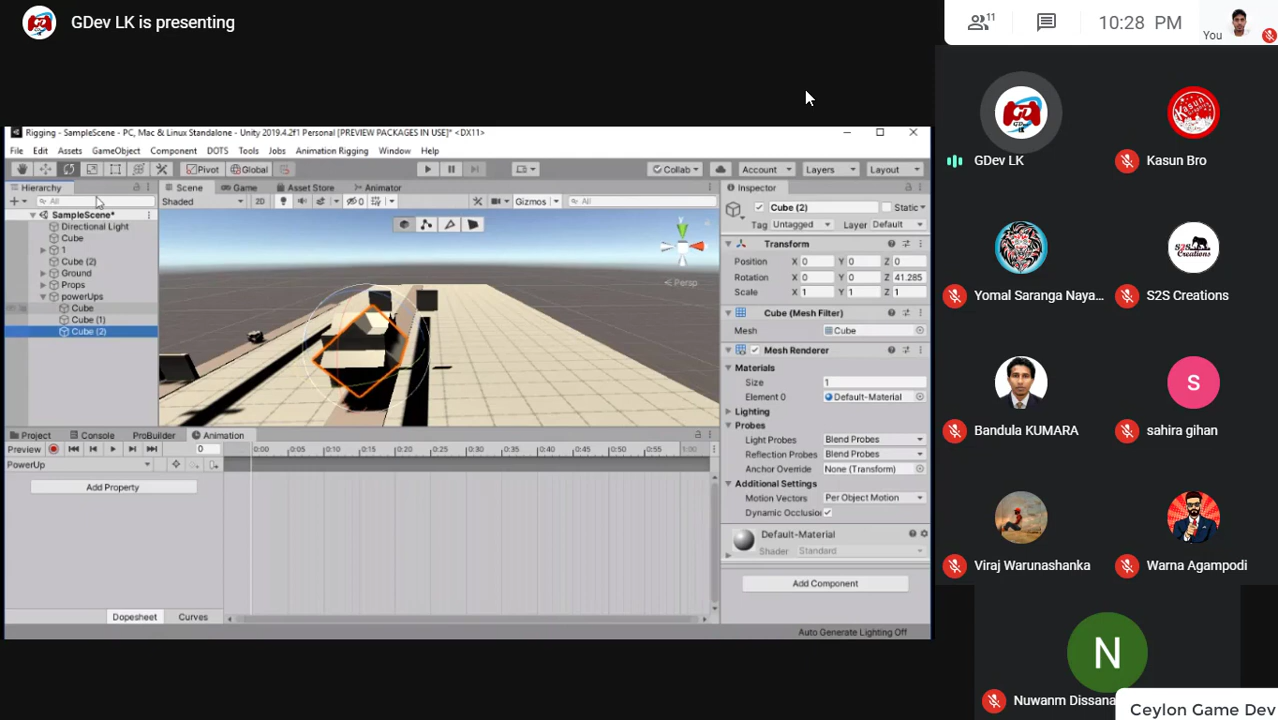 GDev LK is presenting
11
10:28 PM
You
Rigging - SampleScene - PC, Mac & Linux Standalone - Unity 2019.4.2f1 Personal [PREVIEW PACKAGES IN USE]* <DX11>
File Edit Assets GameObject Component DOTS Tools Jobs Animation Rigging Window Help
Pivot Global Collab Account Layers Layout
Hierarchy
All
SampleScene*
Directional Light
Cube
1
Cube (2)
Ground
Props
powerUps
Cube
Cube (1)
Cube (2)
Scene Game Asset Store Animator
Shaded 2D 0 Gizmos All
y
Persp
Inspector
Cube (2) Static
Tag Untagged Layer Default
Transform
Position X 0 Y 0 Z 0
Rotation X 0 Y 0 Z 41.285
Scale X 1 Y 1 Z 1
Cube (Mesh Filter)
Mesh Cube
Mesh Renderer
Materials
Size 1
Element 0 Default-Material
Lighting
Probes
Light Probes Blend Probes
Reflection Probes Blend Probes
Anchor Override None (Transform)
Additional Settings
Motion Vectors Per Object Motion
Dynamic Occlusion
Default-Material
Shader Standard
Add Component
Project Console ProBuilder Animation
Preview 0 0:00 0:05 0:10 0:15 0:20 0:25 0:30 0:35 0:40 0:45 0:50 0:55 1:00
PowerUp
Add Property
Dopesheet Curves
Auto Generate Lighting Off
GDev LK
Kasun Bro
Yomal Saranga Naya...
S2S Creations
Bandula KUMARA
S
sahira gihan
Viraj Warunashanka
Warna Agampodi
N
Nuwanm Dissana
Ceylon Game Dev